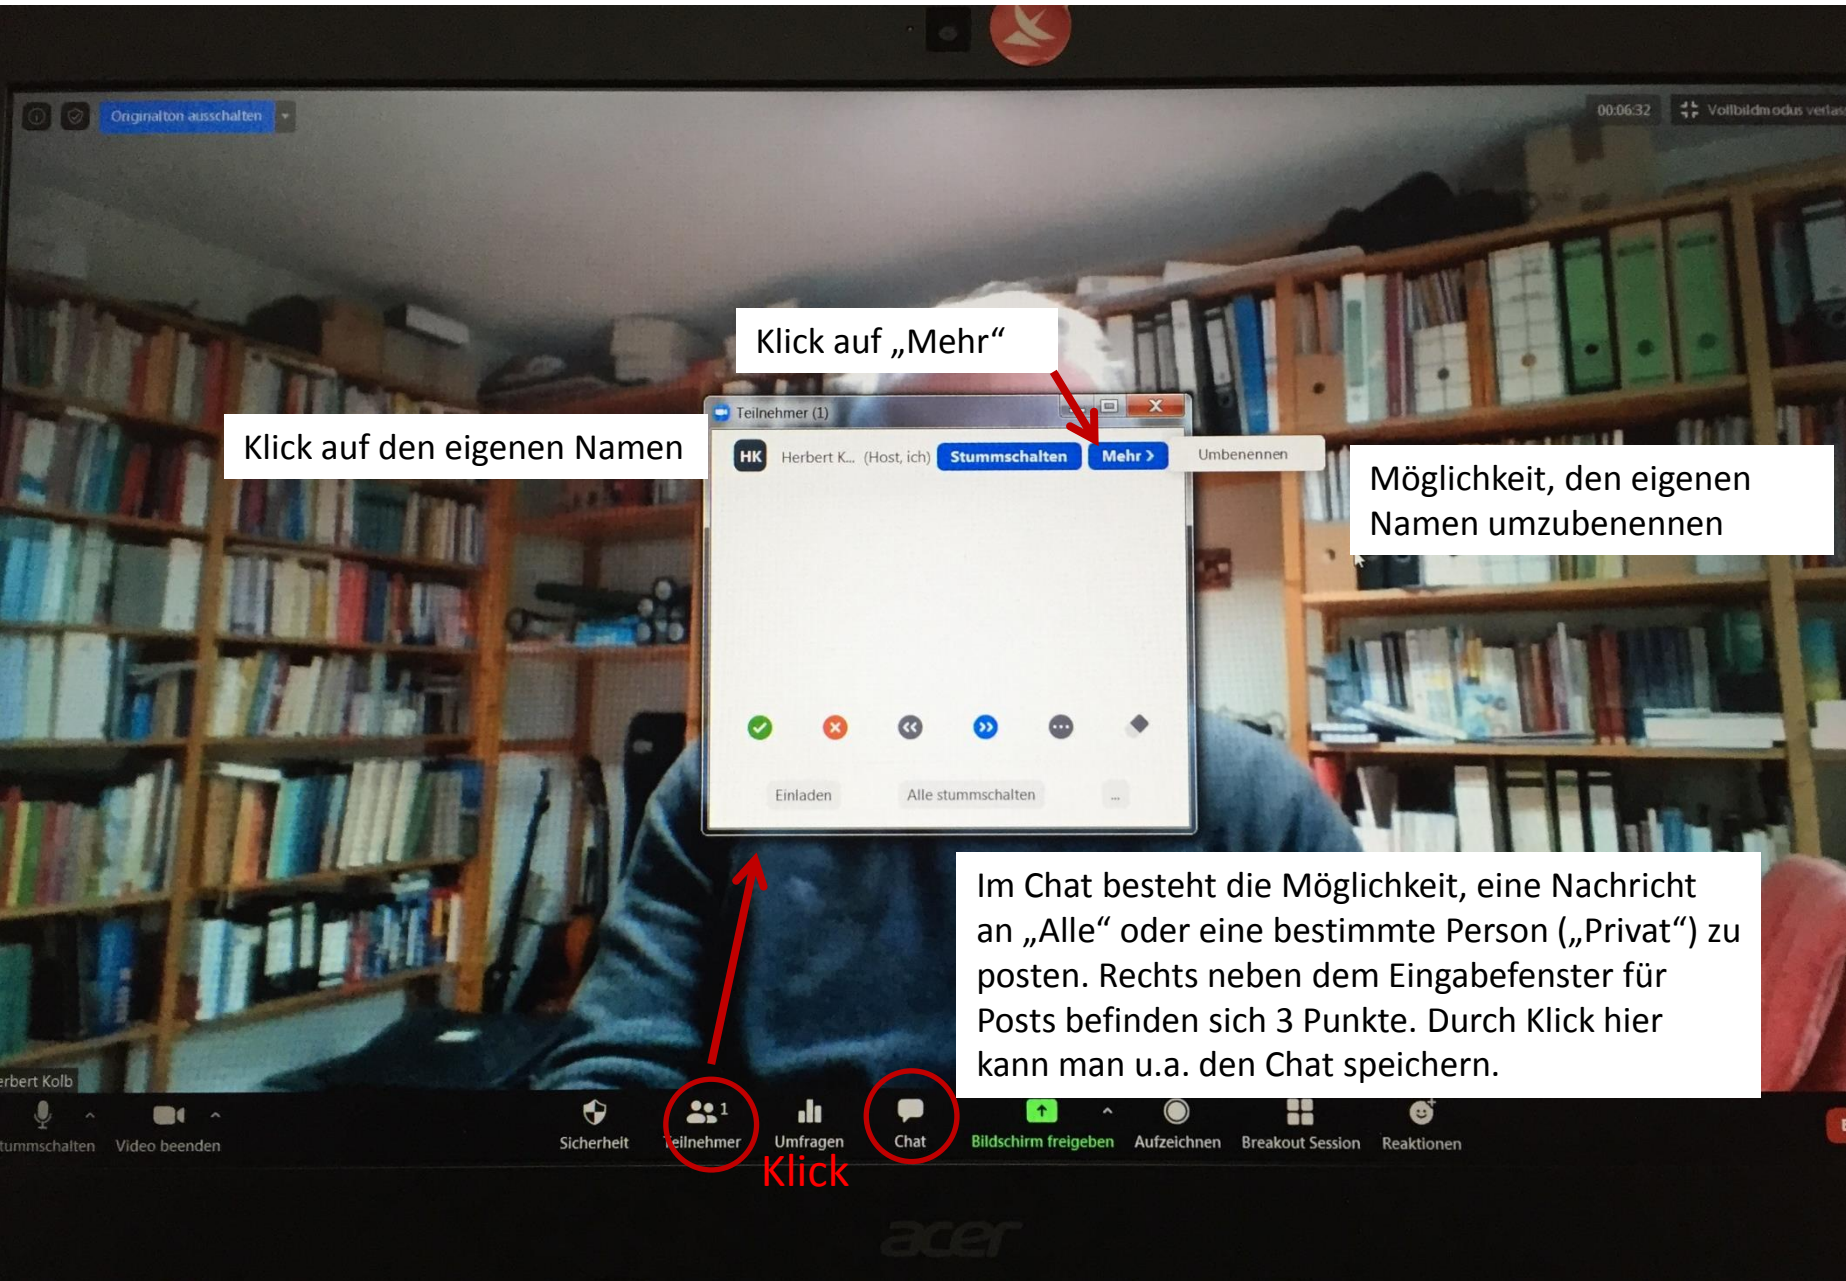 Originalton ausschalten
00:06:32
Vollbildmodus verlas
Klick auf „Mehr“
Teilnehmer (1)
Klick auf den eigenen Namen
HK Herbert K... (Host, ich) Stummschalten Mehr > Umbenennen
Möglichkeit, den eigenen
Namen umzubenennen
Einladen Alle stummschalten ...
Im Chat besteht die Möglichkeit, eine Nachricht
an „Alle“ oder eine bestimmte Person („Privat“) zu
posten. Rechts neben dem Eingabefenster für
Posts befinden sich 3 Punkte. Durch Klick hier
kann man u.a. den Chat speichern.
erbert Kolb
1
tummschalten Video beenden Sicherheit Teilnehmer Umfragen Chat Bildschirm freigeben Aufzeichnen Breakout Session Reaktionen
Klick
acer